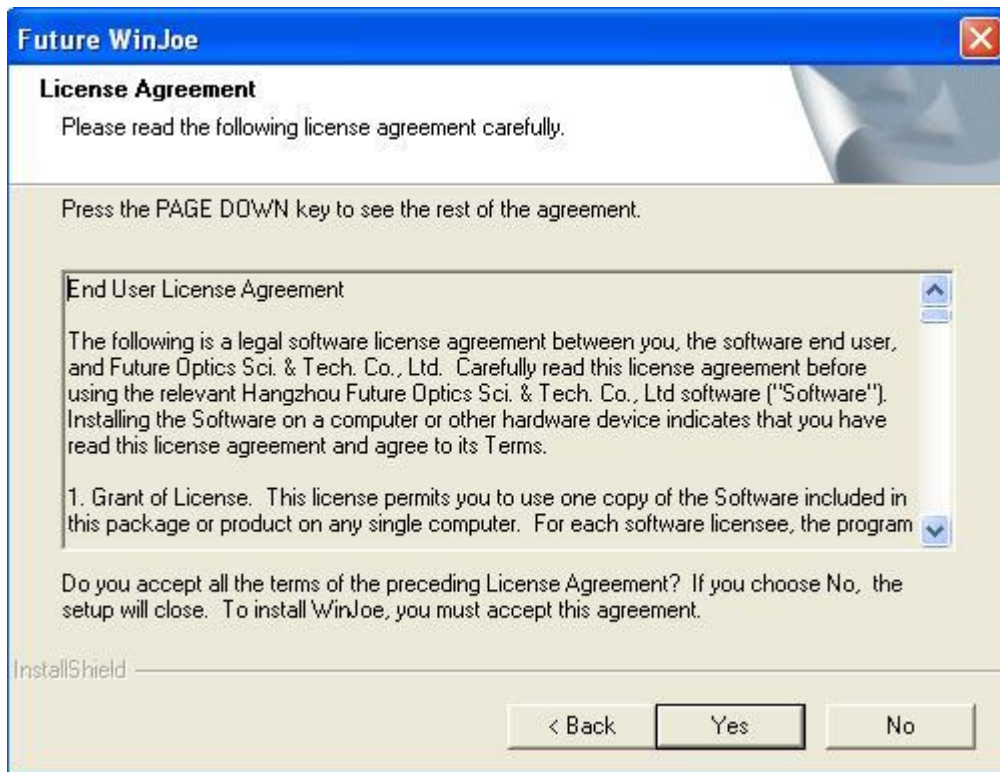 Future WinJoe
License Agreement
Please read the following license agreement carefully.
Press the PAGE DOWN key to see the rest of the agreement.
End User License Agreement
The following is a legal software license agreement between you, the software end user,
and Future Optics Sci. & Tech. Co., Ltd.  Carefully read this license agreement before
using the relevant Hangzhou Future Optics Sci. & Tech. Co., Ltd software ("Software").
Installing the Software on a computer or other hardware device indicates that you have
read this license agreement and agree to its Terms.
1. Grant of License.  This license permits you to use one copy of the Software included in
this package or product on any single computer.  For each software licensee, the program
Do you accept all the terms of the preceding License Agreement?  If you choose No,  the
setup will close.  To install WinJoe, you must accept this agreement.
InstallShield
< Back
Yes
No